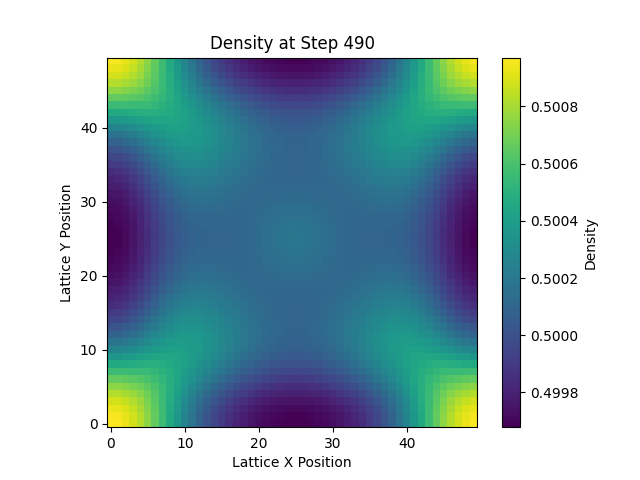 Density at Step 490
Lattice Y Position
40
30
20
10
0
0 10 20 30 40
Lattice X Position
0.5008
0.5006
0.5004
0.5002
0.5000
0.4998
Density